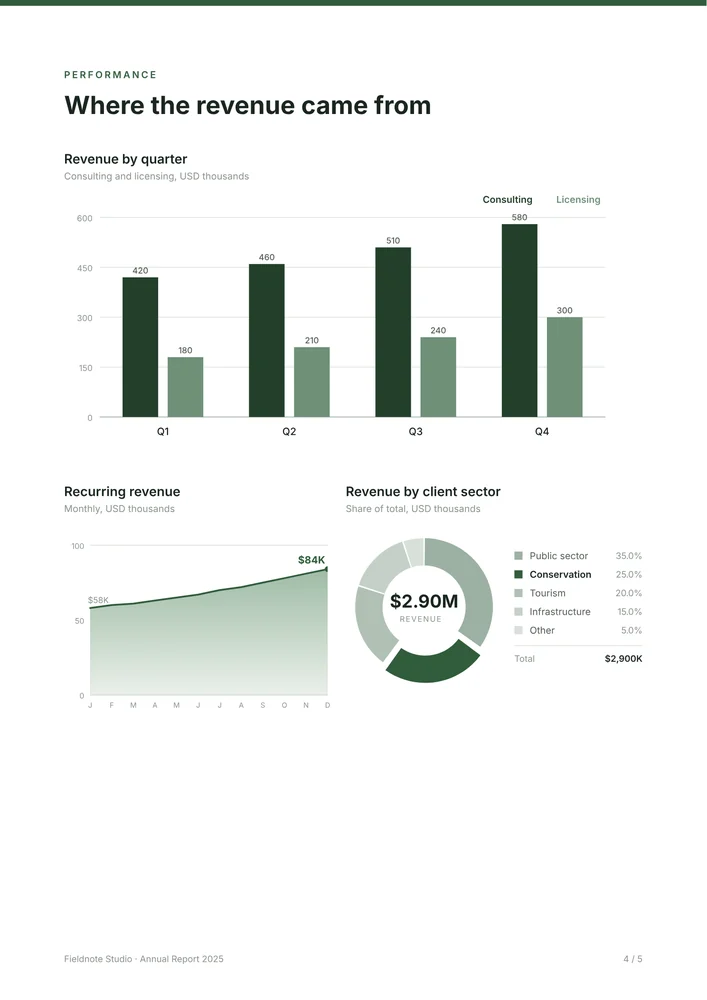 PERFORMANCE
Where the revenue came from
Revenue by quarter
Consulting and licensing, USD thousands
Consulting Licensing
600
450
300
150
0
420
180
460
210
510
240
580
300
Q1 Q2 Q3 Q4
Recurring revenue
Monthly, USD thousands
100
50
0
$58K
$84K
J F M A M J J A S O N D
Revenue by client sector
Share of total, USD thousands
$2.90M
REVENUE
Public sector 35.0%
Conservation 25.0%
Tourism 20.0%
Infrastructure 15.0%
Other 5.0%
Total $2,900K
Fieldnote Studio · Annual Report 2025
4 / 5